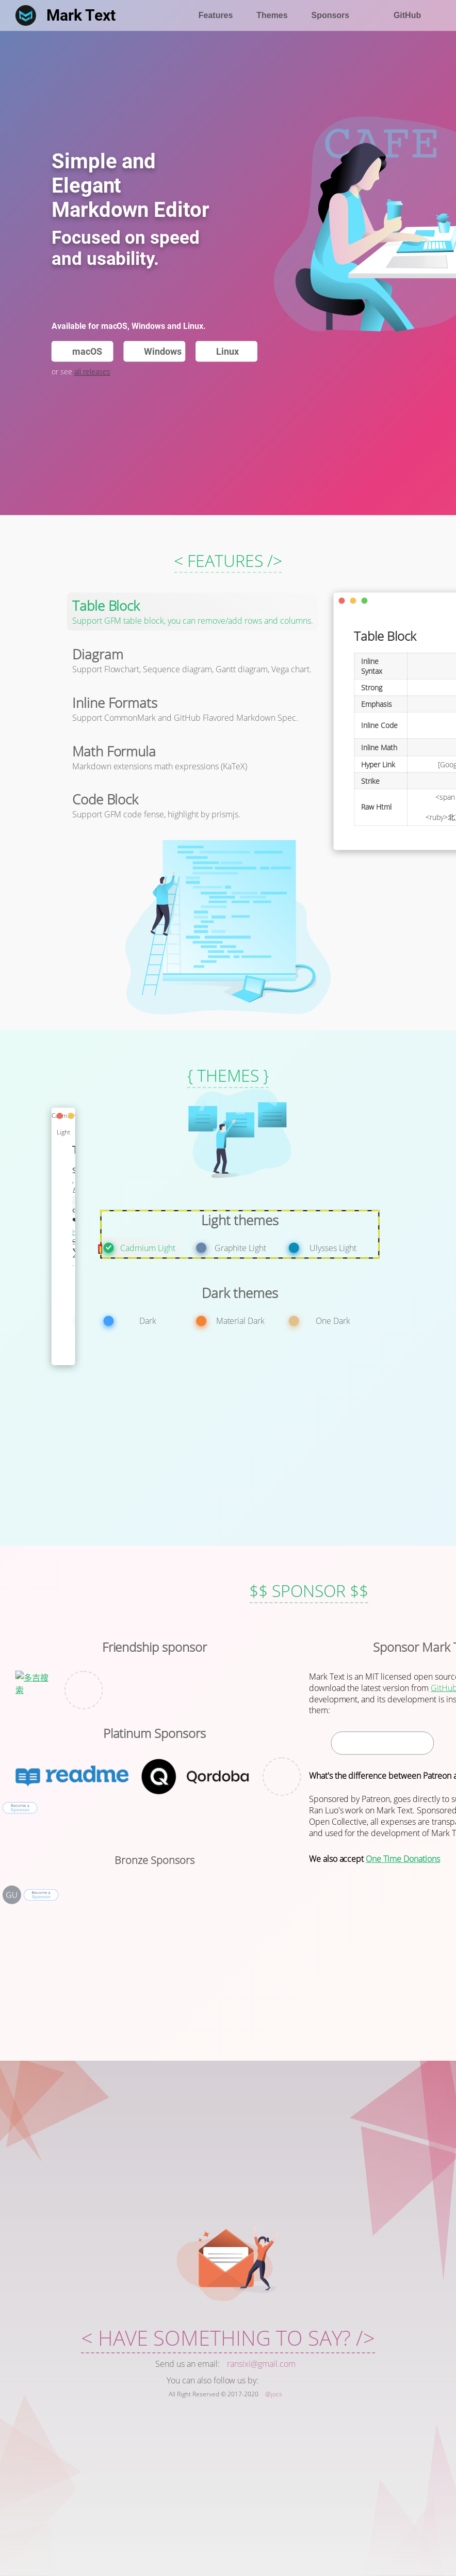 Mark Text
Features
Themes
Sponsors
GitHub
CAFE
Simple and
Elegant
Markdown Editor
Focused on speed
and usability.
Available for macOS, Windows and Linux.
macOS
Windows
Linux
or see all releases
< FEATURES />
Table Block
Support GFM table block, you can remove/add rows and columns.
Diagram
Support Flowchart, Sequence diagram, Gantt diagram, Vega chart.
Inline Formats
Support CommonMark and GitHub Flavored Markdown Spec.
Math Formula
Markdown extensions math expressions (KaTeX)
Code Block
Support GFM code fense, highlight by prismjs.
Table Block
Inline
Syntax
Strong
Emphasis
Inline Code
Inline Math
Hyper Link
[Goog
Strike
Raw Html
<span
<ruby>北
{ THEMES }
Light
Light themes
Cadmium Light
Graphite Light
Ulysses Light
Dark themes
Dark
Material Dark
One Dark
$$ SPONSOR $$
Friendship sponsor
多吉搜
索
Platinum Sponsors
readme
Qordoba
Become a
Sponsor
Bronze Sponsors
GU
Become a
Sponsor
Sponsor Mark T
Mark Text is an MIT licensed open sourc
download the latest version from GitHub
development, and its development is ins
them:
What's the difference between Patreon a
Sponsored by Patreon, goes directly to su
Ran Luo's work on Mark Text. Sponsored
Open Collective, all expenses are transpa
and used for the development of Mark T
We also accept One Time Donations
< HAVE SOMETHING TO SAY? />
Send us an email: ransixi@gmail.com
You can also follow us by:
All Right Reserved © 2017-2020 @jocs